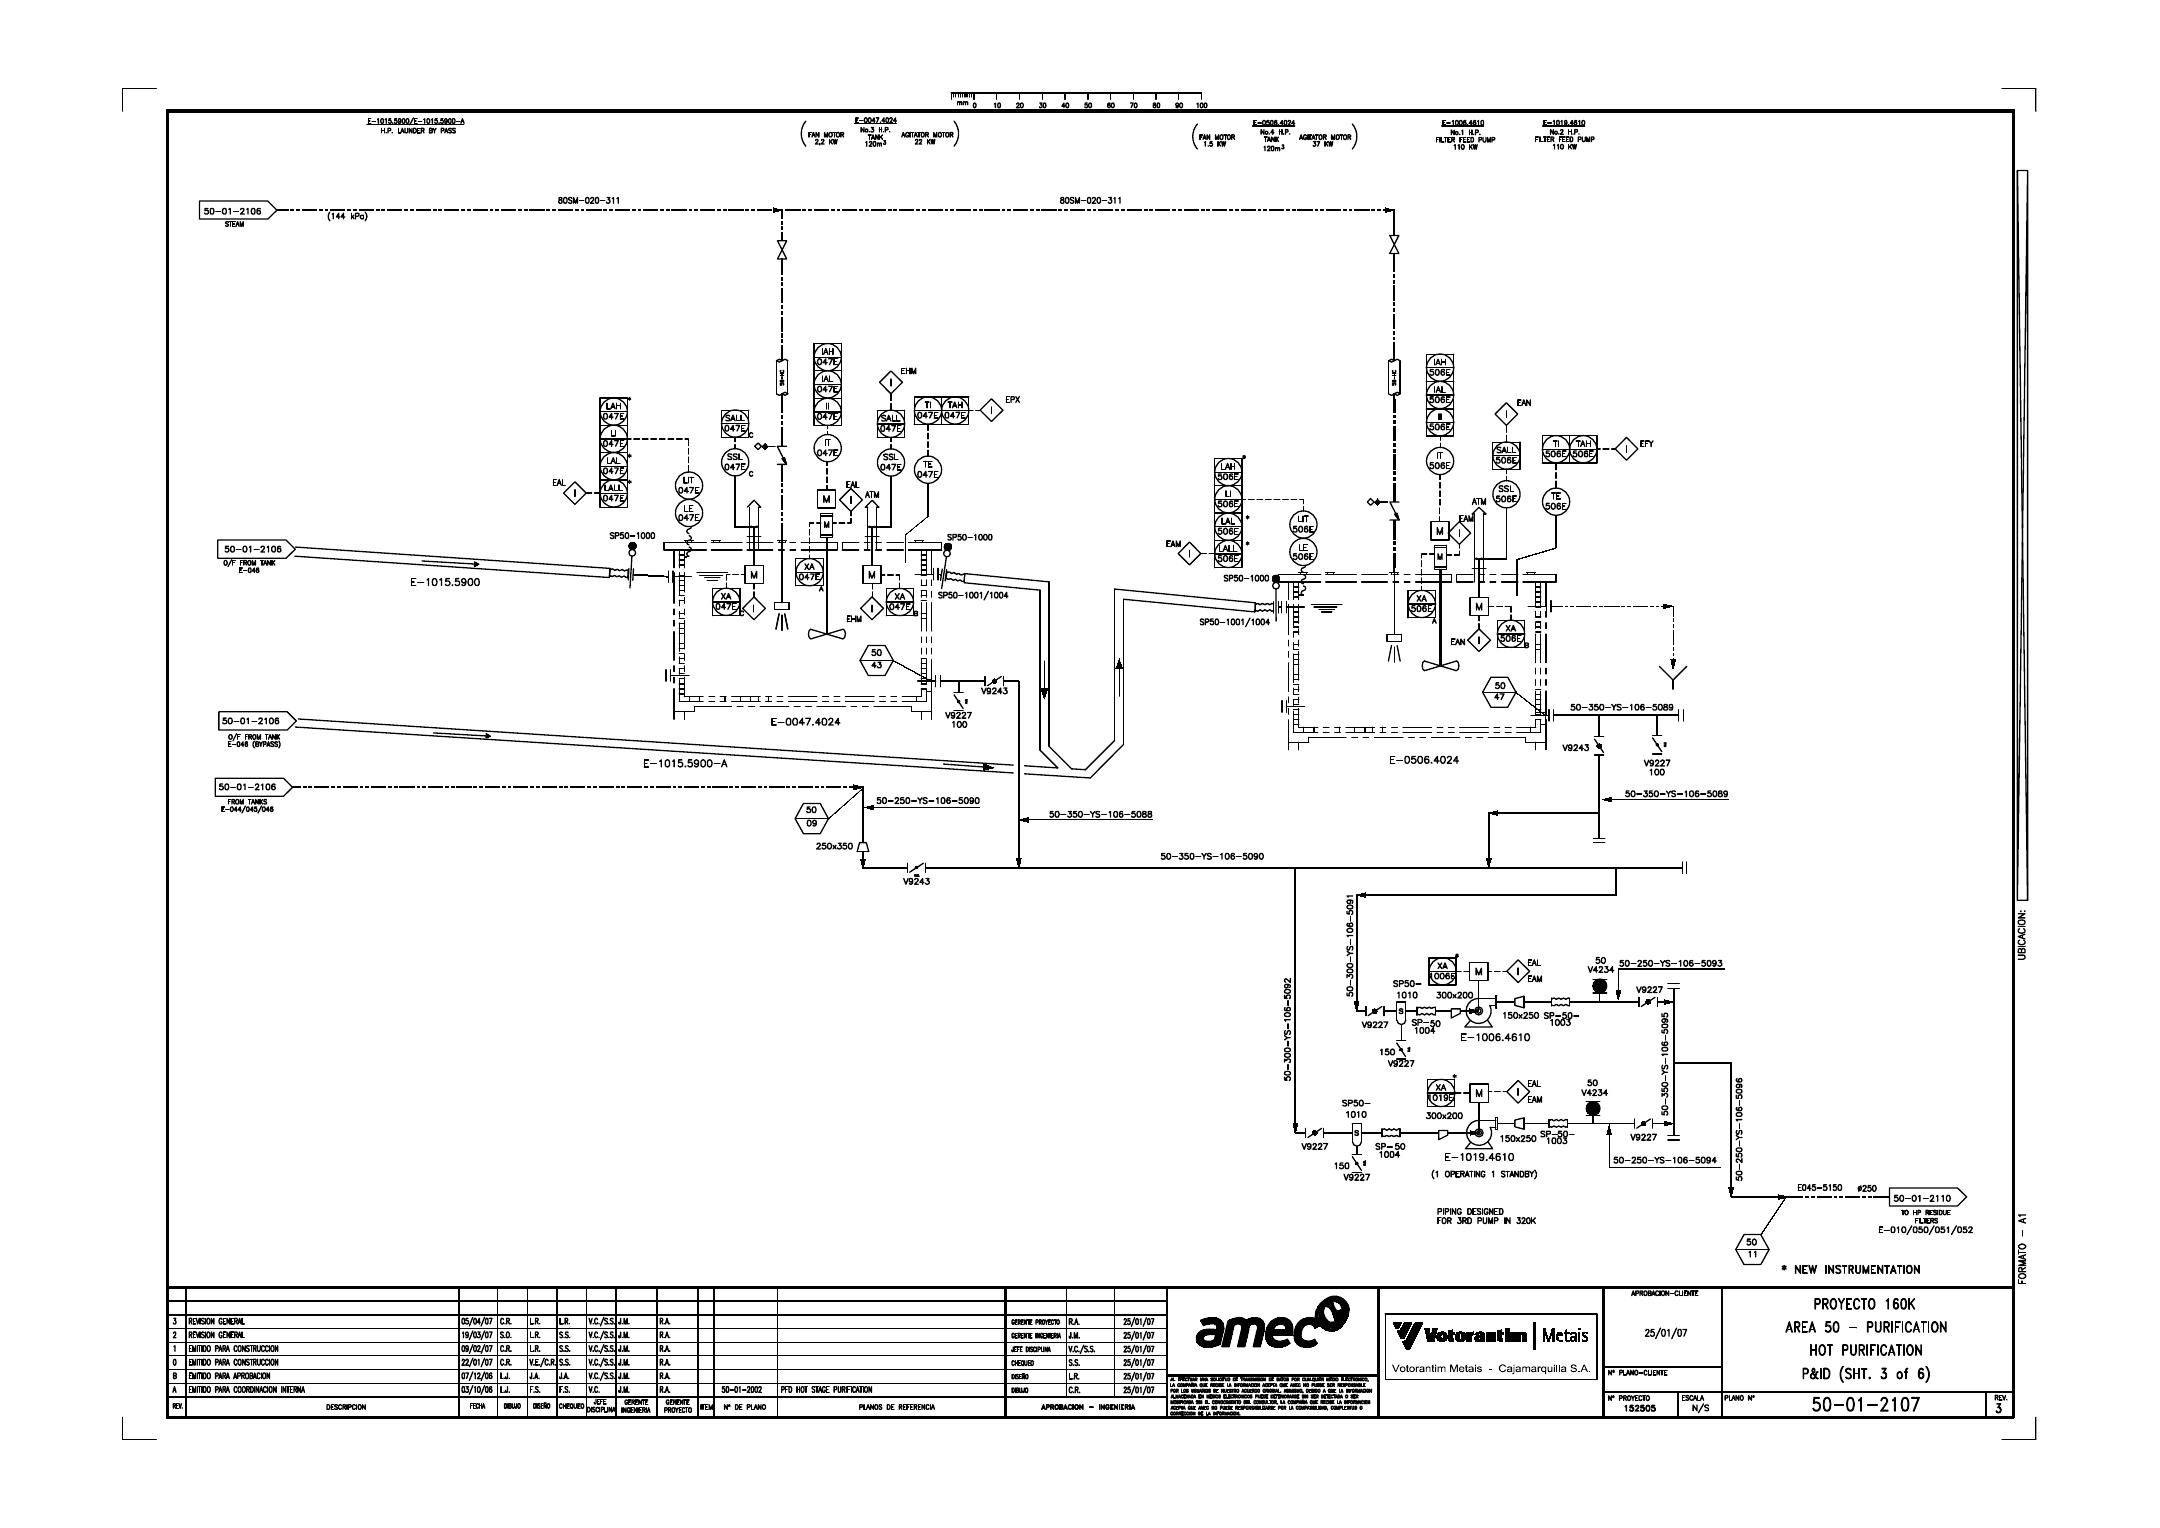 mm 0 10 20 30 40 50 60 70 80 90 100
E-1015.5900/E-1015.5900-A
H.P. LAUNDER BY PASS
E-0047.4024
No.3 H.P.
TANK
120m3
FAN MOTOR
2,2 KW
AGITATOR MOTOR
22 KW
E-0506.4024
No.4 H.P.
TANK
120m3
FAN MOTOR
1.5 KW
AGITATOR MOTOR
37 KW
E-1006.4610
No.1 H.P.
FILTER FEED PUMP
110 KW
E-1019.4610
No.2 H.P.
FILTER FEED PUMP
110 KW
50-01-2106
STEAM
(144 kPa)
80SM-020-311
80SM-020-311
LAH
047E
*
LI
047E
LAL
047E
*
LALL
047E
*
EAL
I
LIT
047E
LE
047E
SALL
047E
C
SSL
047E
C
IAH
047E
IAL
047E
II
047E
IT
047E
M
M
EAL
I
EHM
I
SALL
047E
SSL
047E
ATM
TI
047E
TAH
047E
I
EPX
TE
047E
SP50-1000
SP50-1000
50-01-2106
O/F FROM TANK
E-046
E-1015.5900
XA
047E
A
M
XA
047E
I
M
XA
047E
B
EHM
I
SP50-1001/1004
50
43
V9243
V9227
100
E-0047.4024
LAH
506E
*
LI
506E
LAL
506E
*
LALL
506E
*
EAM
I
LIT
506E
LE
506E
IAH
506E
IAL
506E
II
506E
IT
506E
M
M
EAM
I
EAN
I
SALL
506E
SSL
506E
ATM
TI
506E
TAH
506E
I
EFY
TE
506E
SP50-1000
SP50-1001/1004
XA
506E
A
M
EAN
I
XA
506E
B
50
47
E-0506.4024
50-350-YS-106-5089
V9243
V9227
100
50-350-YS-106-5089
50-01-2106
O/F FROM TANK
E-046 (BYPASS)
E-1015.5900-A
50-01-2106
FROM TANKS
E-044/045/046
50
09
50-250-YS-106-5090
50-350-YS-106-5088
250x350
V9243
50-350-YS-106-5090
50-300-YS-106-5091
50-300-YS-106-5092
XA
1006E
*
M
I
EAL
EAM
50
V4234
50-250-YS-106-5093
SP50-
1010
S
300x200
V9227
V9227
SP-50
1004
150x250
SP-50-
1003
150
V9227
E-1006.4610
50-350-YS-106-5095
XA
1019E
*
M
I
EAL
EAM
50
V4234
SP50-
1010
S
300x200
V9227
V9227
SP-50
1004
150x250
SP-50-
1003
150
V9227
E-1019.4610
50-250-YS-106-5094
(1 OPERATING 1 STANDBY)
50-250-YS-106-5096
E045-5150 ø250
50-01-2110
TO HP RESIDUE
FILTERS
E-010/050/051/052
PIPING DESIGNED
FOR 3RD PUMP IN 320K
50
11
* NEW INSTRUMENTATION
UBICACION:
FORMATO - A1
3 REVISION GENERAL 05/04/07 C.R. L.R. L.R. V.C./S.S. J.M. R.A.
2 REVISION GENERAL 19/03/07 S.O. L.R. S.S. V.C./S.S. J.M. R.A.
1 EMITIDO PARA CONSTRUCCION 09/02/07 C.R. L.R. S.S. V.C./S.S. J.M. R.A.
0 EMITIDO PARA CONSTRUCCION 22/01/07 C.R. V.E./C.R. S.S. V.C./S.S. J.M. R.A.
B EMITIDO PARA APROBACION 07/12/06 I.J. J.A. J.A. V.C./S.S. J.M. R.A.
A EMITIDO PARA COORDINACION INTERNA 03/10/06 I.J. F.S. F.S. V.C. J.M. R.A. 50-01-2002 PFD HOT STAGE PURIFICATION
REV. DESCRIPCION FECHA DIBUJO DISEÑO CHEQUEO JEFE DISCIPLINA GERENTE INGENIERIA GERENTE PROYECTO ITEM N° DE PLANO PLANOS DE REFERENCIA
GERENTE PROYECTO R.A. 25/01/07
GERENTE INGENIERIA J.M. 25/01/07
JEFE DISCIPLINA V.C./S.S. 25/01/07
CHEQUEO S.S. 25/01/07
DISEÑO L.R. 25/01/07
DIBUJO C.R. 25/01/07
APROBACION - INGENIERIA
amec
Votorantim | Metais
Votorantim Metais - Cajamarquilla S.A.
APROBACION-CLIENTE
25/01/07
N° PLANO-CLIENTE
N° PROYECTO
152505
ESCALA
N/S
PROYECTO 160K
AREA 50 - PURIFICATION
HOT PURIFICATION
P&ID (SHT. 3 of 6)
PLANO N°
50-01-2107
REV.
3